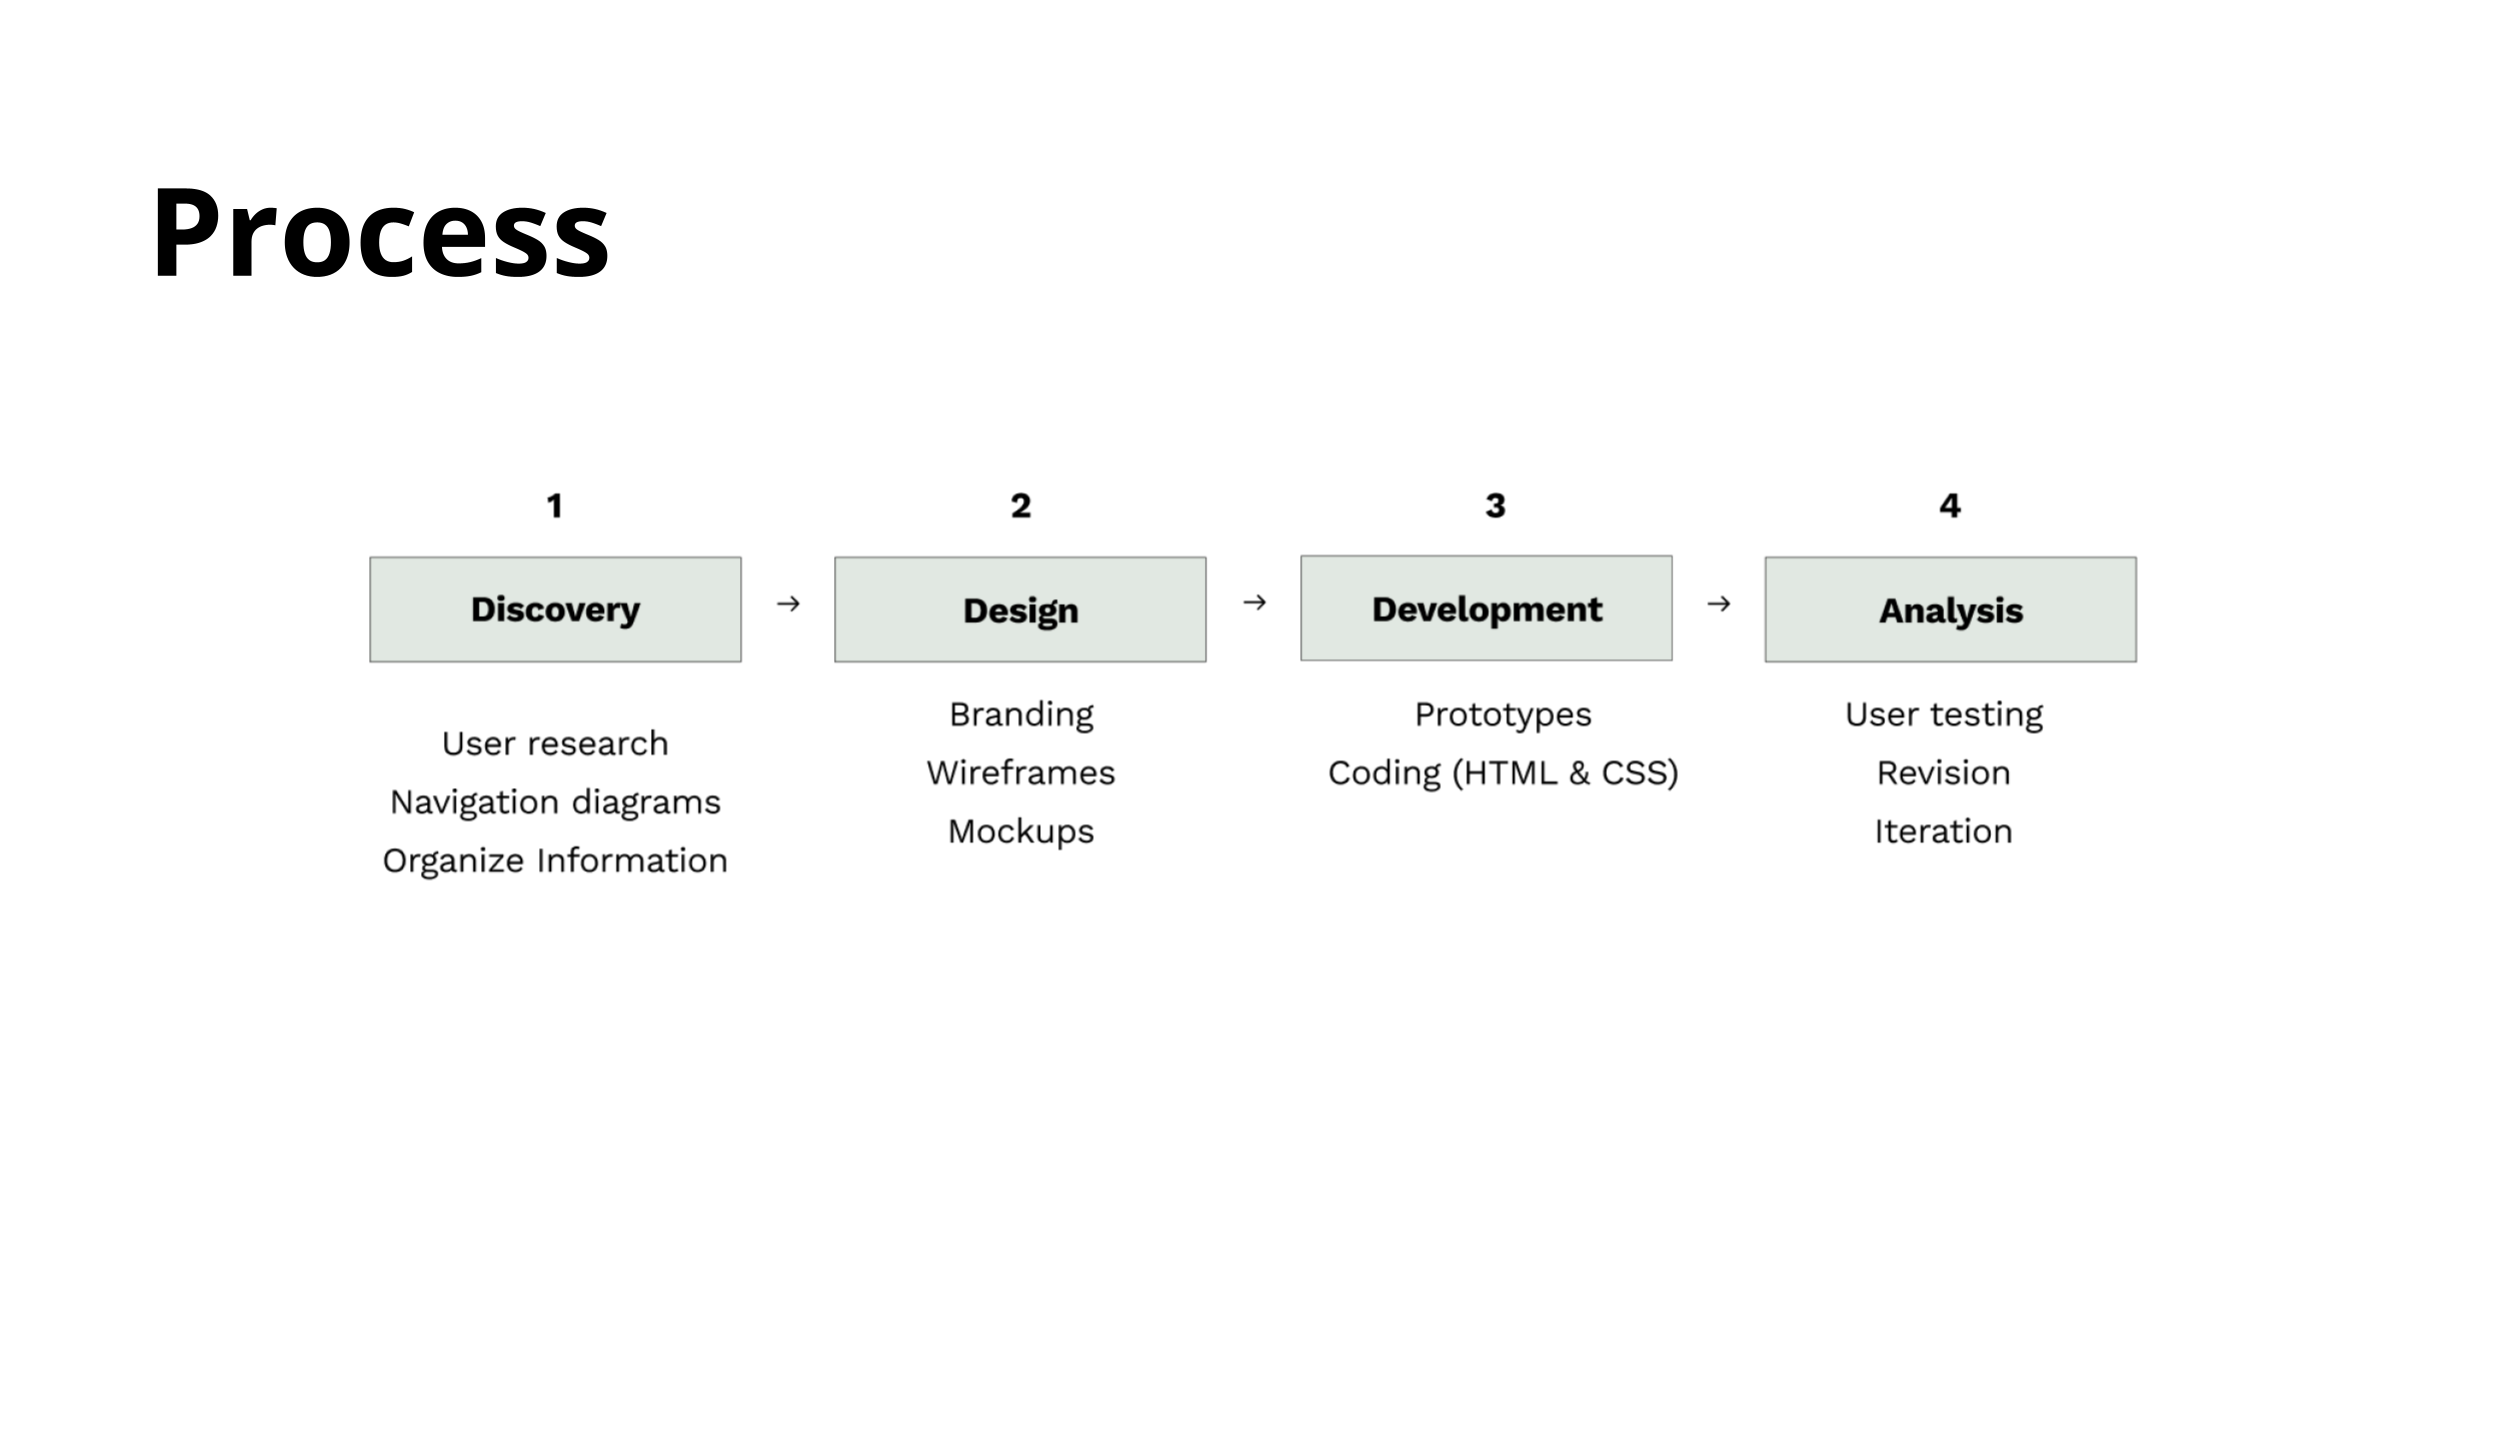 Process
1
Discovery
User research
Navigation diagrams
Organize Information
→
2
Design
Branding
Wireframes
Mockups
→
3
Development
Prototypes
Coding (HTML & CSS)
→
4
Analysis
User testing
Revision
Iteration